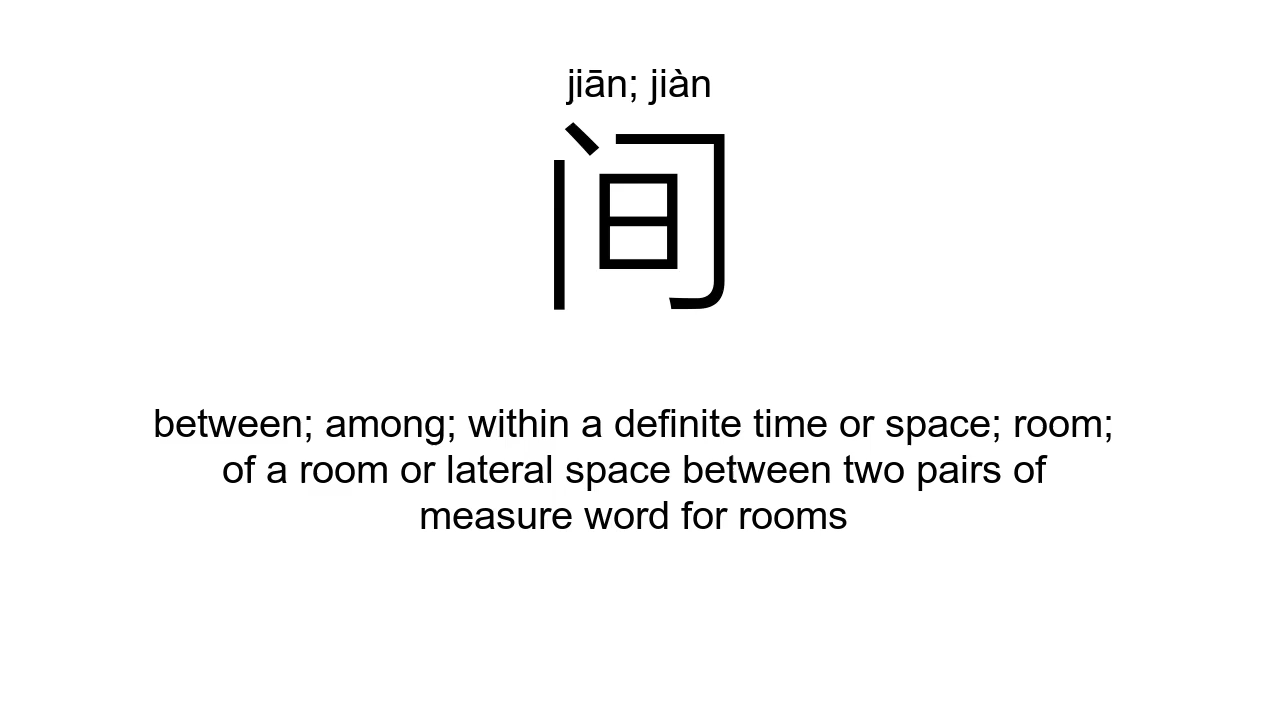 jiān; jiàn
间
between; among; within a definite time or space; room;
of a room or lateral space between two pairs of
measure word for rooms